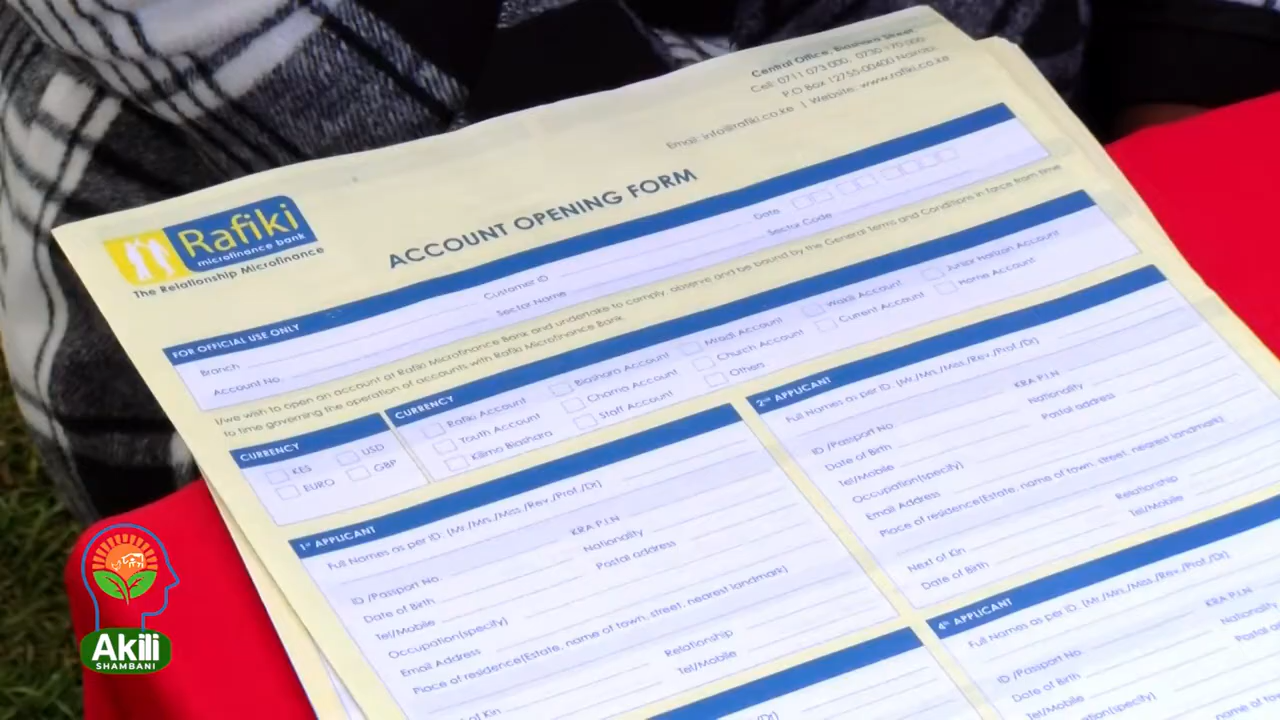 Central Office, Biashara Street,
Cell: 0711 073 000, 0730 170 000
P.O Box 12755-00400 Nairobi,
Email: info@rafiki.co.ke | Website: www.rafiki.co.ke
Rafiki
microfinance bank
The Relationship Microfinance
ACCOUNT OPENING FORM
FOR OFFICIAL USE ONLY
Branch Customer ID Date
Account No. Sector Name Sector Code
I/we wish to open an account at Rafiki Microfinance Bank and undertake to comply, observe and be bound by the General Terms and Conditions in force from time
to time governing the operation of accounts with Rafiki Microfinance Bank.
CURRENCY
KES USD
EURO GBP
CURRENCY
Rafiki Account Biashara Account Mradi Account Wakili Account Junior Horizon Account
Youth Account Chama Account Church Account Current Account Home Account
Kilimo Biashara Staff Account Others
1st APPLICANT
Full Names as per ID: (Mr./Mrs./Miss./Rev./Prof./Dr)
ID /Passport No. KRA P.I.N
Date of Birth Nationality
Tel/Mobile Postal address
Occupation(specify)
Email Address
Place of residence(Estate, name of town, street, nearest landmark)
of Kin Relationship
Tel/Mobile
2nd APPLICANT
Full Names as per ID: (Mr./Mrs./Miss./Rev./Prof./Dr)
ID /Passport No. KRA P.I.N
Date of Birth Nationality
Tel/Mobile Postal address
Occupation(specify)
Email Address
Place of residence(Estate, name of town, street, nearest landmark)
Next of Kin Relationship
Date of Birth Tel/Mobile
4th APPLICANT
Full Names as per ID: (Mr./Mrs./Miss./Rev./Prof./Dr)
ID /Passport No. KRA P.I.N
Date of Birth Nationality
Tel/Mobile Postal
(specify)
Akili
SHAMBANI